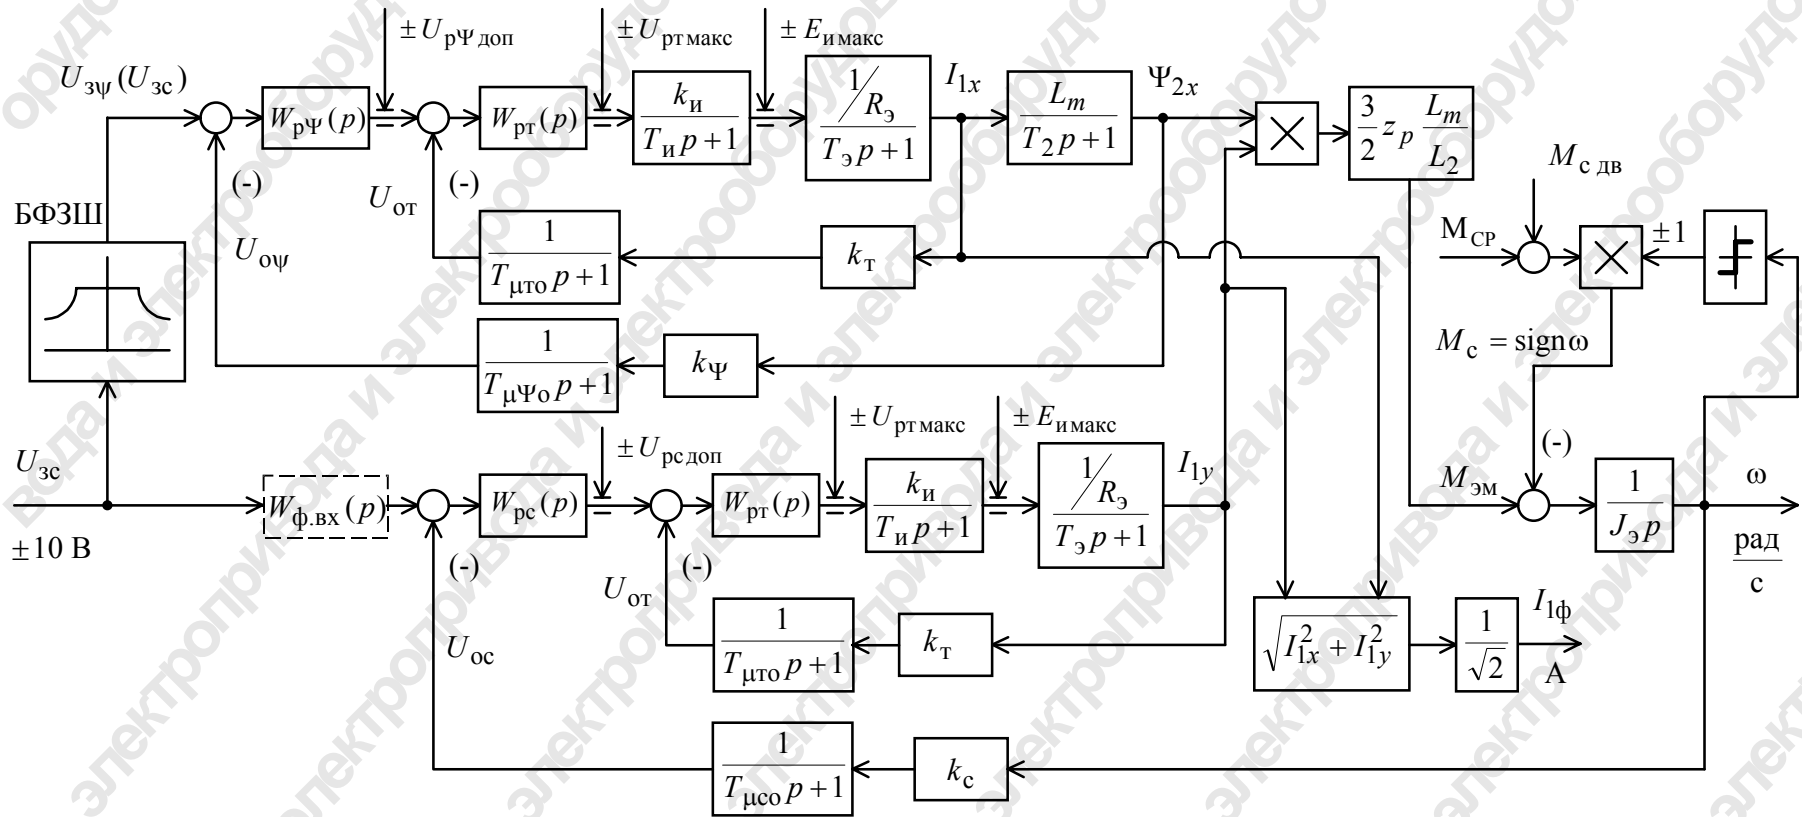 ± U_рΨ доп
± U_рт макс
± E_и макс
U_зψ (U_зс)
W_рΨ(p)
W_рт(p)
k_и / (T_и p + 1)
(1/R_э) / (T_э p + 1)
I_1x
L_m / (T_2 p + 1)
Ψ_2x
×
3/2 z_p L_m/L_2
(-)
(-)
U_от
M_с дв
БФЗШ
U_оψ
1 / (T_μто p + 1)
k_т
M_СР
×
±1
1 / (T_μΨо p + 1)
k_Ψ
M_с = signω
± U_рт макс
± E_и макс
± U_рс доп
U_зс
I_1y
(-)
W_ф.вх(p)
W_рс(p)
W_рт(p)
k_и / (T_и p + 1)
(1/R_э) / (T_э p + 1)
M_эм
1 / (J_э p)
ω
±10 В
рад/с
(-)
(-)
U_от
U_ос
1 / (T_μто p + 1)
k_т
√(I_1x^2 + I_1y^2)
1/√2
I_1ф
А
1 / (T_μсо p + 1)
k_с